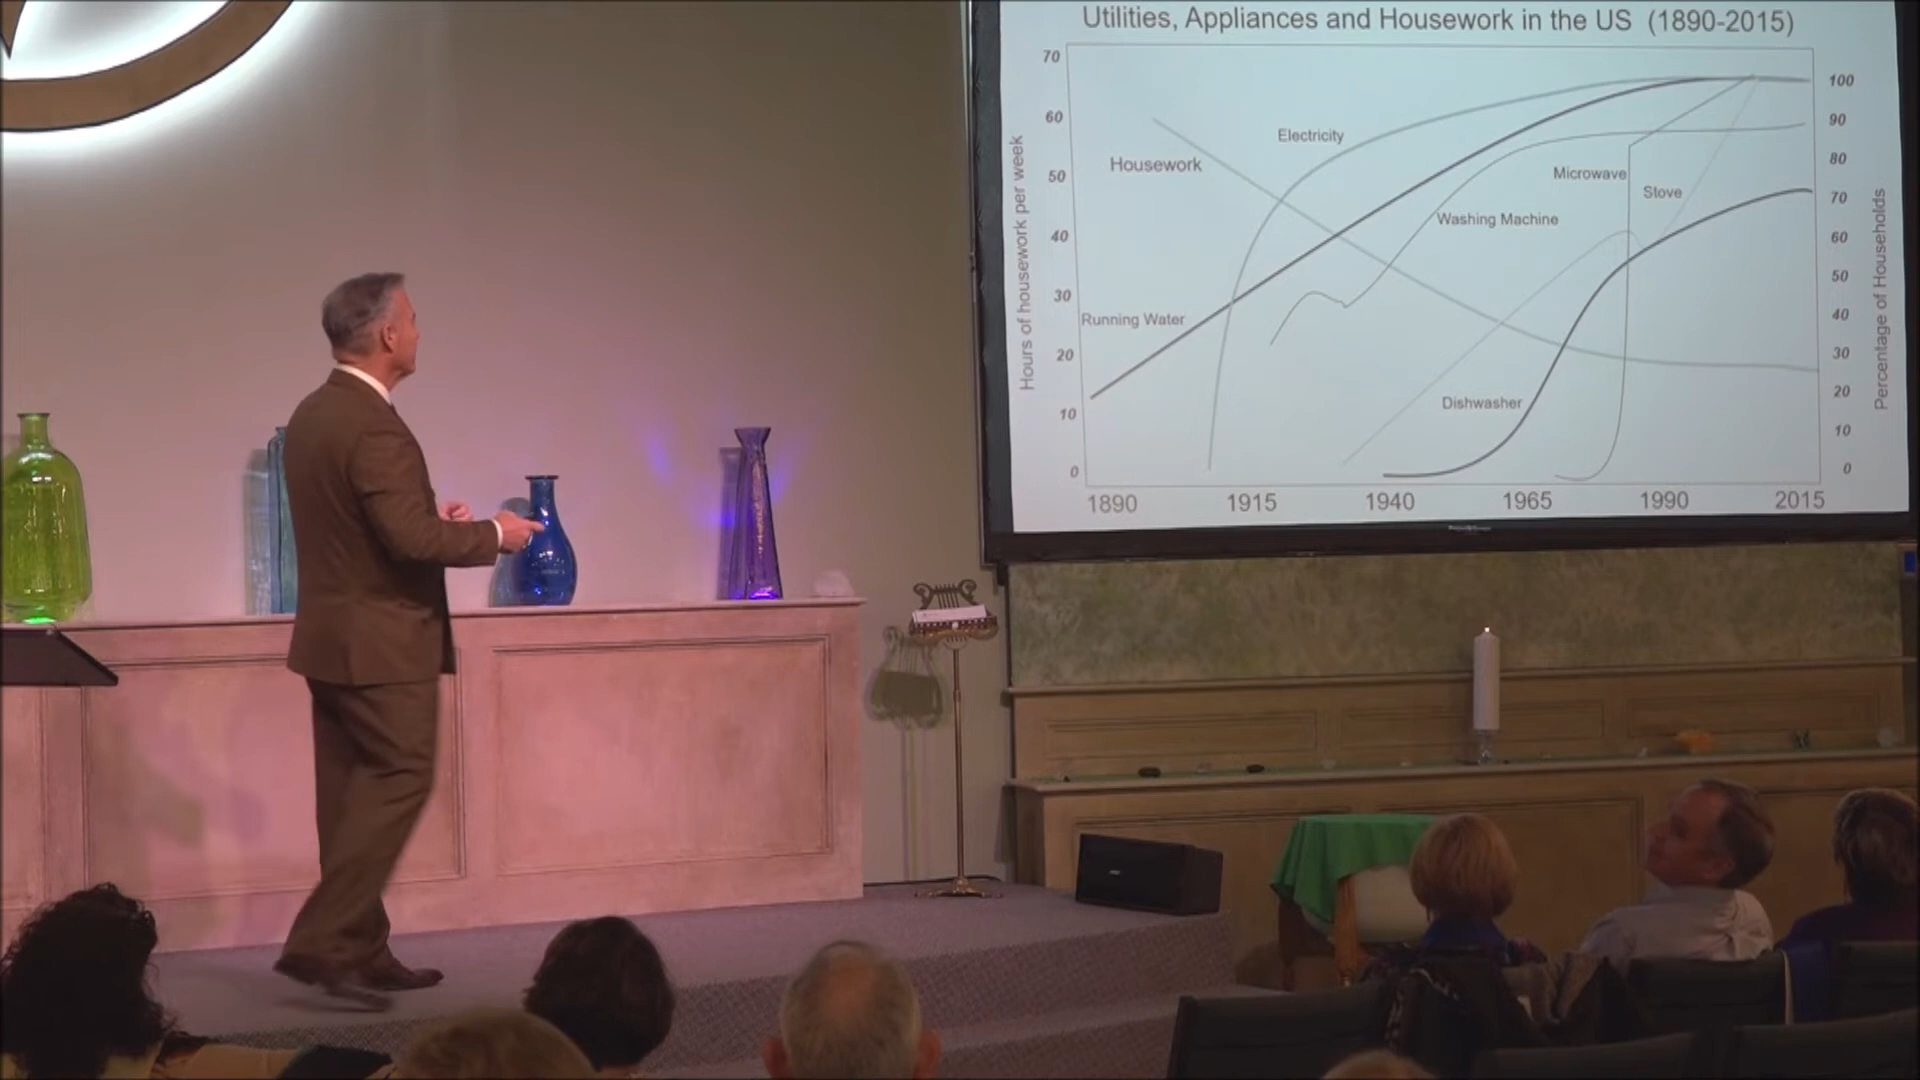 Utilities, Appliances and Housework in the US (1890-2015)
70
60
50
40
30
20
10
0
Hours of housework per week
100
90
80
70
60
50
40
30
20
10
0
Percentage of Households
Electricity
Housework
Microwave
Stove
Washing Machine
Running Water
Dishwasher
1890 1915 1940 1965 1990 2015